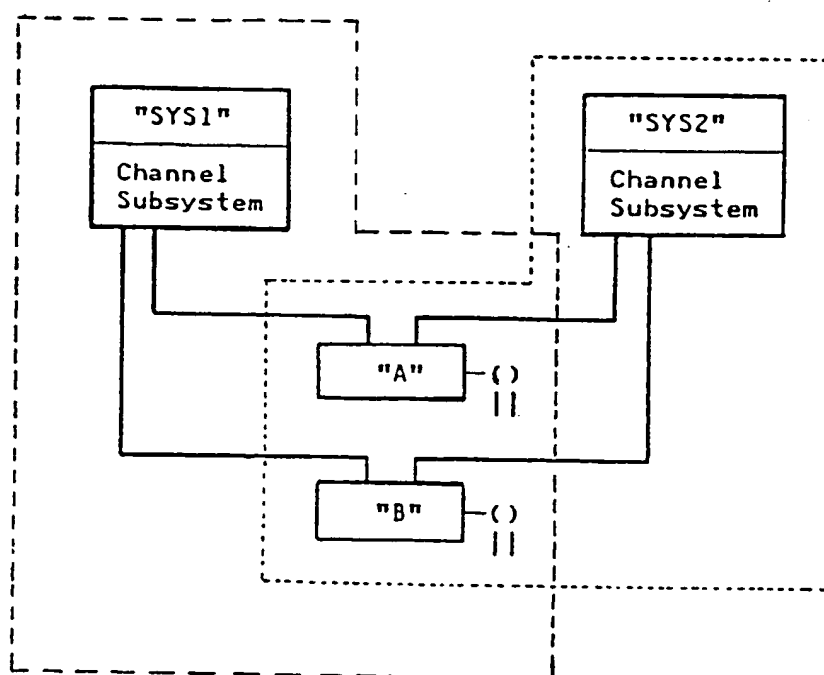 "SYS1"
Channel
Subsystem
"SYS2"
Channel
Subsystem
"A"
"B"